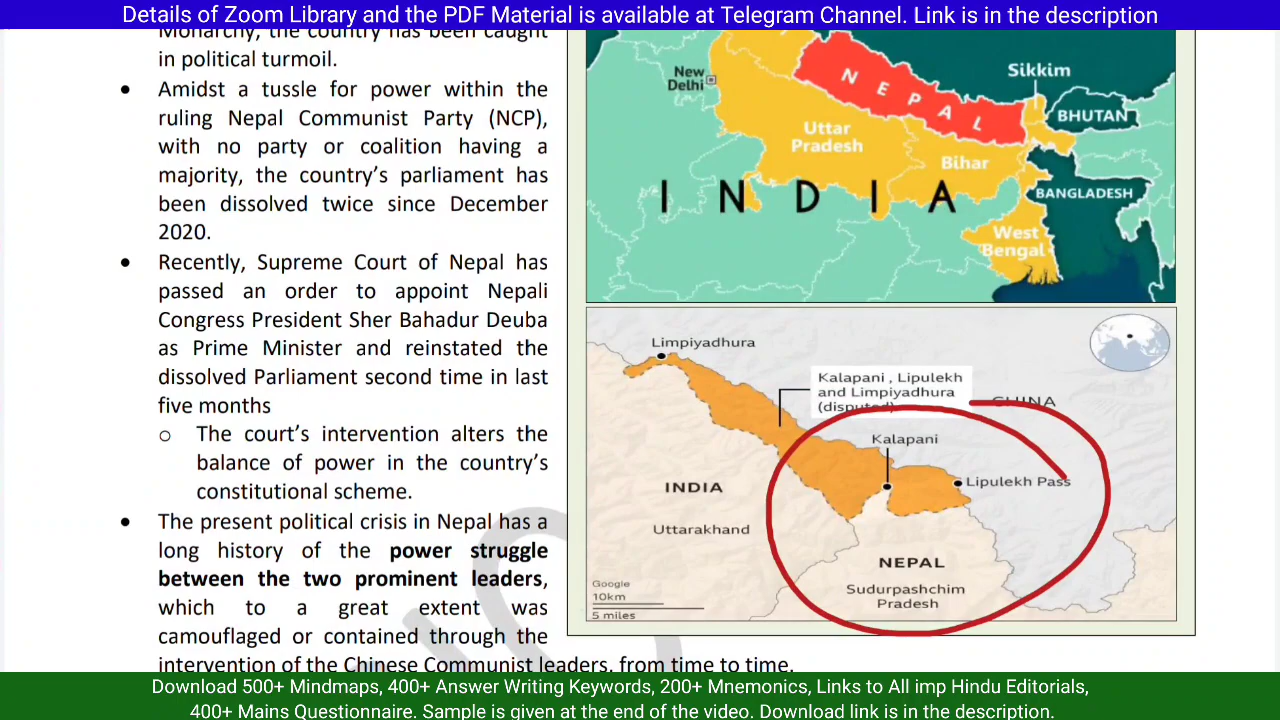 Details of Zoom Library and the PDF Material is available at Telegram Channel. Link is in the description
Monarchy, the country has been caught
in political turmoil.
• Amidst a tussle for power within the
ruling Nepal Communist Party (NCP),
with no party or coalition having a
majority, the country's parliament has
been dissolved twice since December
2020.
• Recently, Supreme Court of Nepal has
passed an order to appoint Nepali
Congress President Sher Bahadur Deuba
as Prime Minister and reinstated the
dissolved Parliament second time in last
five months
o The court's intervention alters the
balance of power in the country's
constitutional scheme.
• The present political crisis in Nepal has a
long history of the power struggle
between the two prominent leaders,
which to a great extent was
camouflaged or contained through the
intervention of the Chinese Communist leaders, from time to time.
New
Delhi
NEPAL
Sikkim
BHUTAN
Uttar
Pradesh
Bihar
INDIA
BANGLADESH
West
Bengal
Limpiyadhura
Kalapani , Lipulekh
and Limpiyadhura
(disputed)
CHINA
Kalapani
Lipulekh Pass
INDIA
Uttarakhand
NEPAL
Sudurpashchim
Pradesh
Google
10km
5 miles
Download 500+ Mindmaps, 400+ Answer Writing Keywords, 200+ Mnemonics, Links to All imp Hindu Editorials,
400+ Mains Questionnaire. Sample is given at the end of the video. Download link is in the description.